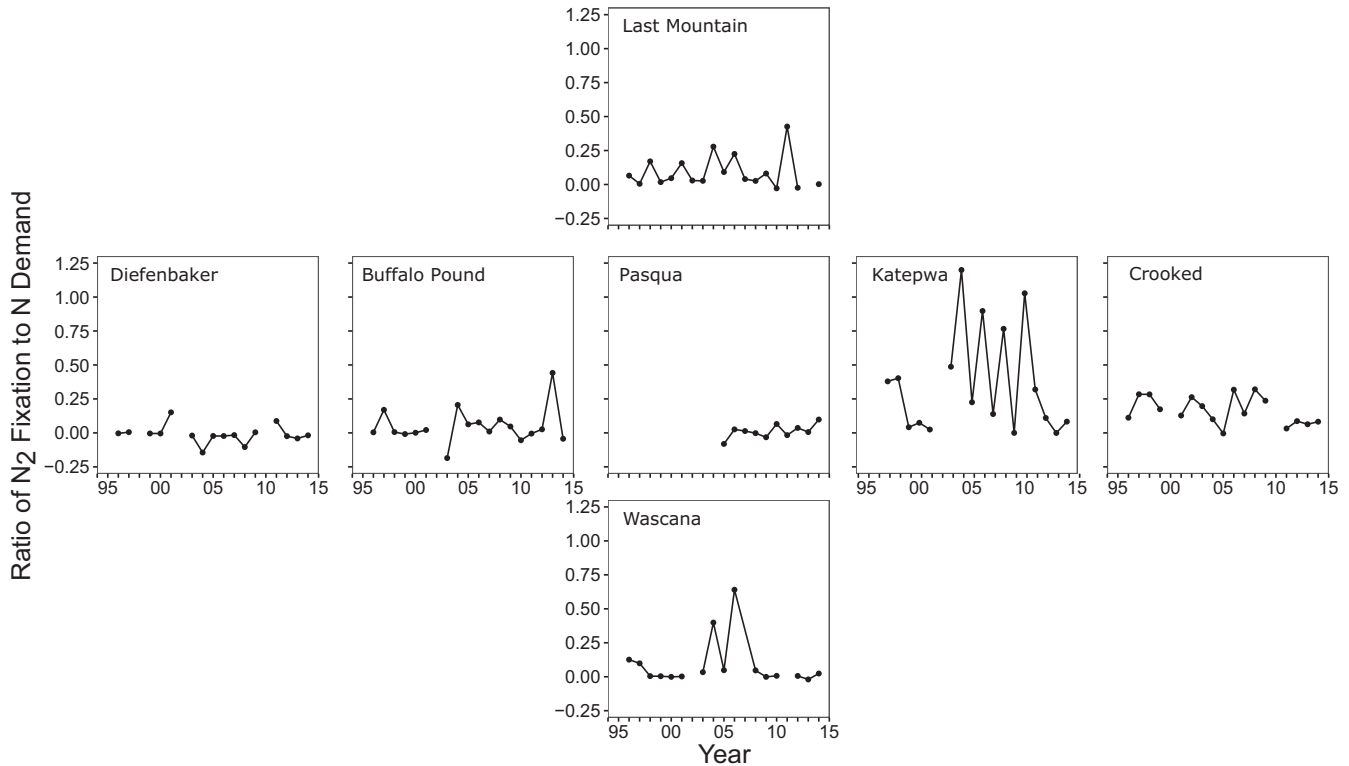 Last Mountain
1.25
1.00
0.75
0.50
0.25
0.00
−0.25
Ratio of N2 Fixation to N Demand
Diefenbaker
Buffalo Pound
Pasqua
Katepwa
Crooked
1.25
1.00
0.75
0.50
0.25
0.00
−0.25
95 00 05 10 15
95 00 05 10 15
95 00 05 10 15
95 00 05 10 15
Wascana
1.25
1.00
0.75
0.50
0.25
0.00
−0.25
95 00 05 10 15
Year